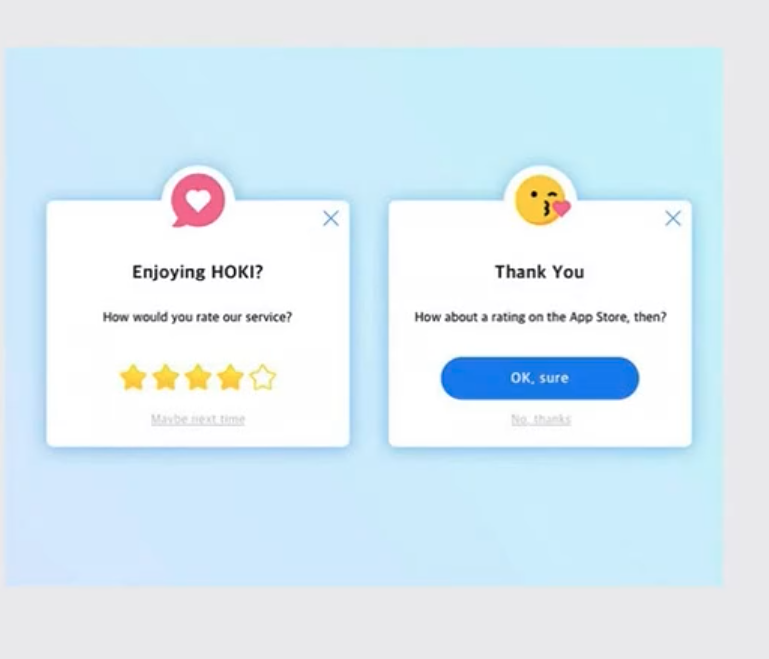 Enjoying HOKI?
How would you rate our service?
Maybe next time
Thank You
How about a rating on the App Store, then?
OK, sure
No, thanks